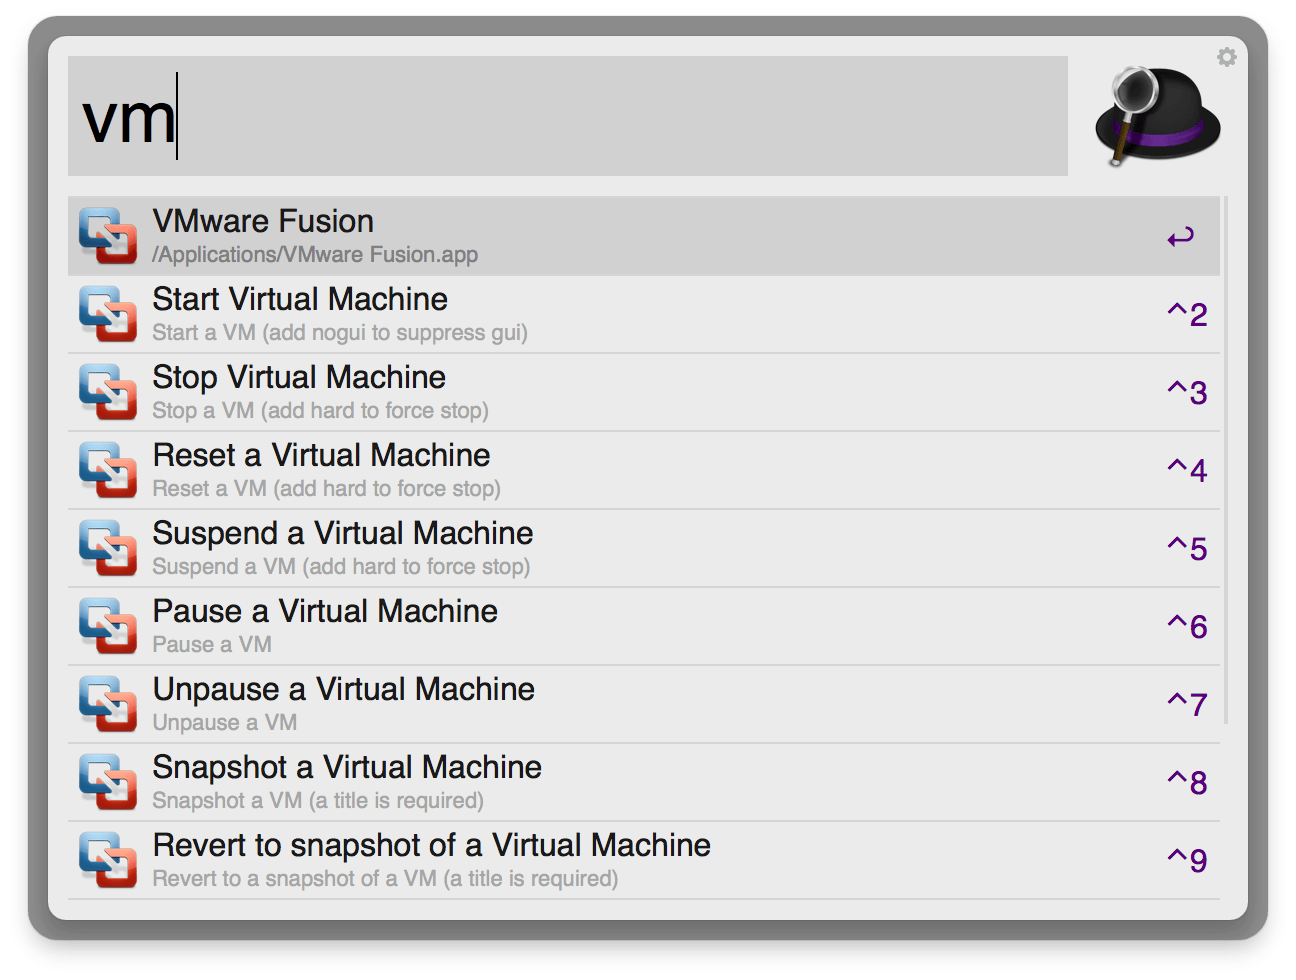 vm
VMware Fusion
/Applications/VMware Fusion.app
Start Virtual Machine
Start a VM (add nogui to suppress gui)
^2
Stop Virtual Machine
Stop a VM (add hard to force stop)
^3
Reset a Virtual Machine
Reset a VM (add hard to force stop)
^4
Suspend a Virtual Machine
Suspend a VM (add hard to force stop)
^5
Pause a Virtual Machine
Pause a VM
^6
Unpause a Virtual Machine
Unpause a VM
^7
Snapshot a Virtual Machine
Snapshot a VM (a title is required)
^8
Revert to snapshot of a Virtual Machine
Revert to a snapshot of a VM (a title is required)
^9